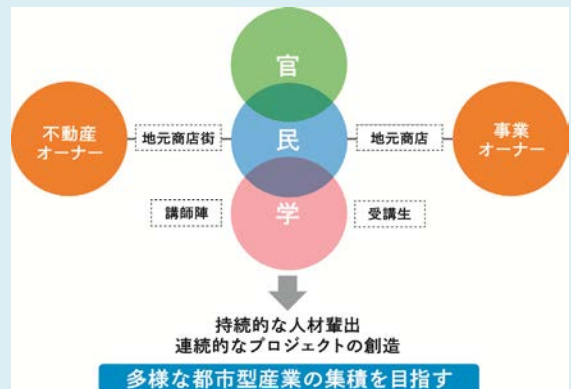 官
不動産
オーナー
地元商店街
民
地元商店
事業
オーナー
講師陣
学
受講生
持続的な人材輩出
連続的なプロジェクトの創造
多様な都市型産業の集積を目指す